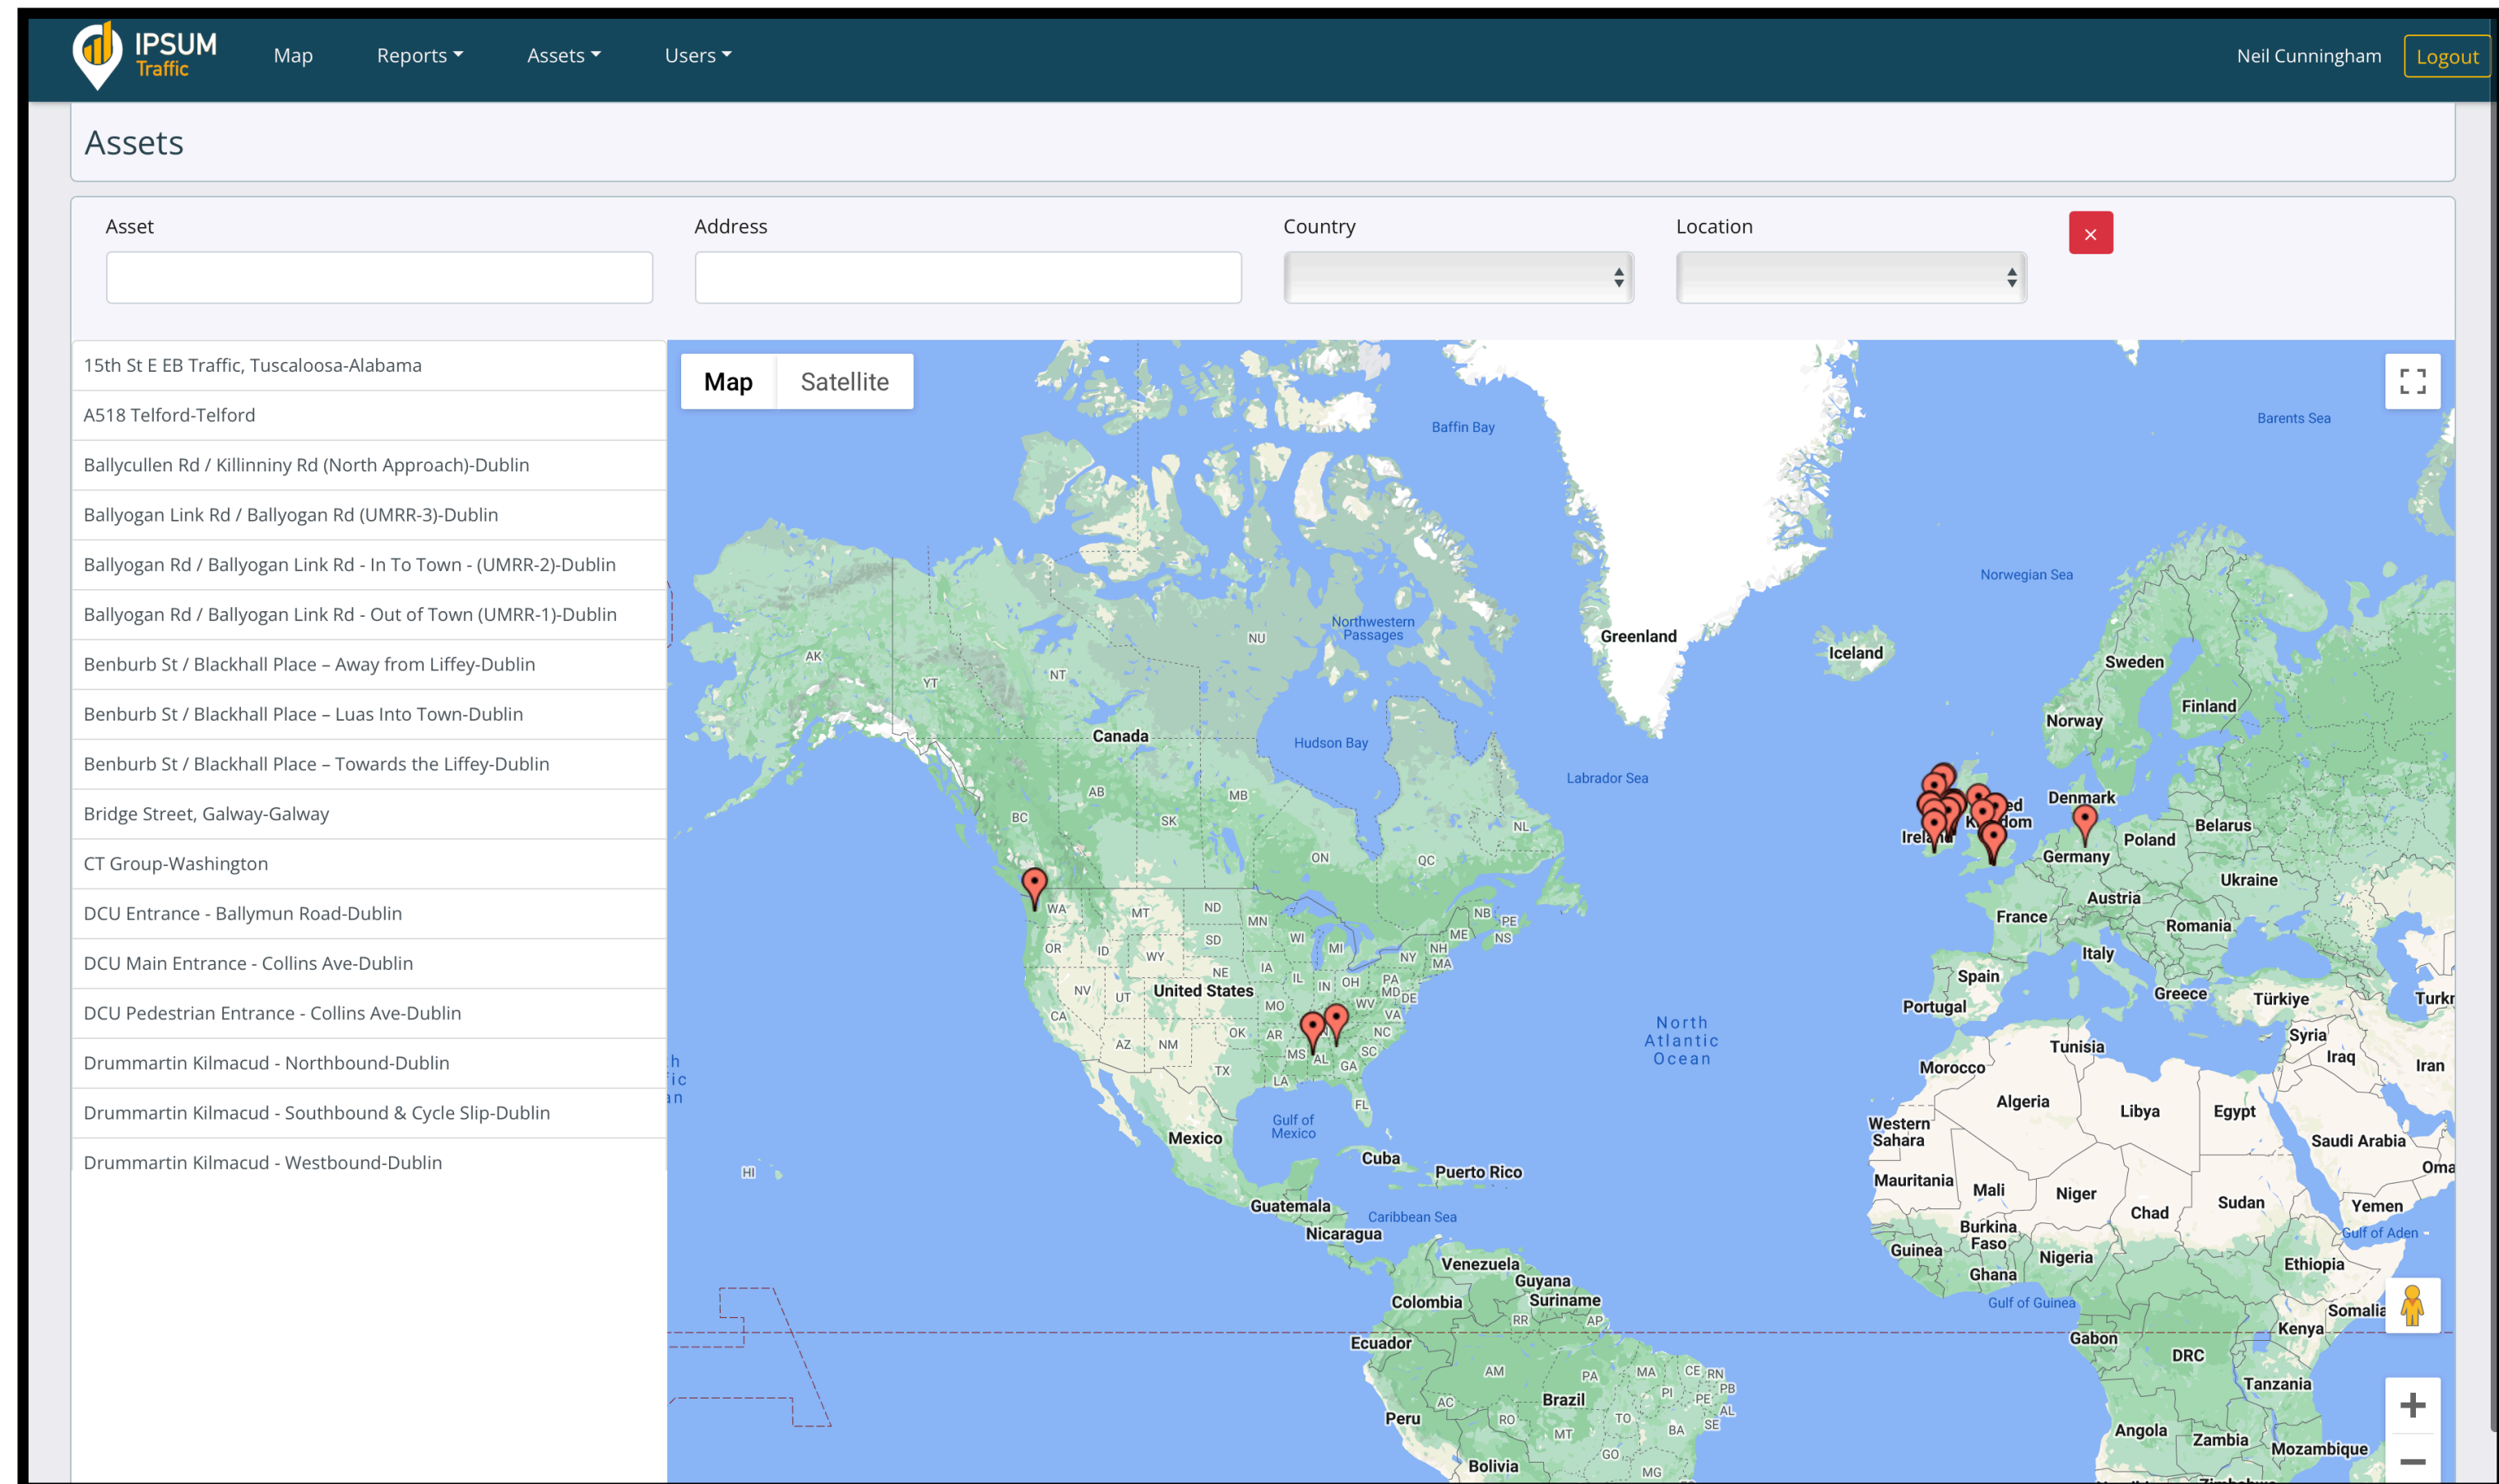 IPSUM
Traffic
Map
Reports
Assets
Users
Neil Cunningham
Logout
Assets
Asset
Address
Country
Location
×
15th St E EB Traffic, Tuscaloosa-Alabama
A518 Telford-Telford
Ballycullen Rd / Killinniny Rd (North Approach)-Dublin
Ballyogan Link Rd / Ballyogan Rd (UMRR-3)-Dublin
Ballyogan Rd / Ballyogan Link Rd - In To Town - (UMRR-2)-Dublin
Ballyogan Rd / Ballyogan Link Rd - Out of Town (UMRR-1)-Dublin
Benburb St / Blackhall Place – Away from Liffey-Dublin
Benburb St / Blackhall Place – Luas Into Town-Dublin
Benburb St / Blackhall Place – Towards the Liffey-Dublin
Bridge Street, Galway-Galway
CT Group-Washington
DCU Entrance - Ballymun Road-Dublin
DCU Main Entrance - Collins Ave-Dublin
DCU Pedestrian Entrance - Collins Ave-Dublin
Drummartin Kilmacud - Northbound-Dublin
Drummartin Kilmacud - Southbound & Cycle Slip-Dublin
Drummartin Kilmacud - Westbound-Dublin
Map
Satellite
Baffin Bay
Barents Sea
Norwegian Sea
Northwestern
Passages
NU
Greenland
Iceland
AK
NT
YT
Sweden
Finland
Norway
Canada
Hudson Bay
Labrador Sea
AB
MB
BC
SK
NL
Denmark
Belarus
Poland
Germany
ON
QC
Ukraine
Austria
France
Romania
WA
MT
ND
MN
NB
PE
OR
ID
SD
WI
MI
ME
NS
WY
NH
NY
MA
Italy
NE
IA
IL
IN
OH
PA
MD
DE
Spain
NV
UT
United States
MO
WV
VA
Greece
Türkiye
Portugal
CA
OK
AR
NC
North
Atlantic
Ocean
Syria
Iraq
Iran
Tunisia
AZ
NM
MS
AL
SC
GA
Morocco
TX
LA
FL
Algeria
Libya
Egypt
Gulf of
Mexico
Western
Sahara
Saudi Arabia
Mexico
Cuba
Puerto Rico
HI
Mauritania
Mali
Niger
Chad
Sudan
Yemen
Guatemala
Caribbean Sea
Nicaragua
Burkina
Faso
Gulf of Aden
Guinea
Nigeria
Ethiopia
Ghana
Venezuela
Guyana
Suriname
Colombia
Gulf of Guinea
Somalia
RR
AP
Kenya
Gabon
Ecuador
DRC
AM
PA
MA
CE
RN
PI
PB
PE
AL
SE
Tanzania
AC
RO
Brazil
TO
BA
Peru
MT
Angola
Zambia
Mozambique
GO
Bolivia
MG